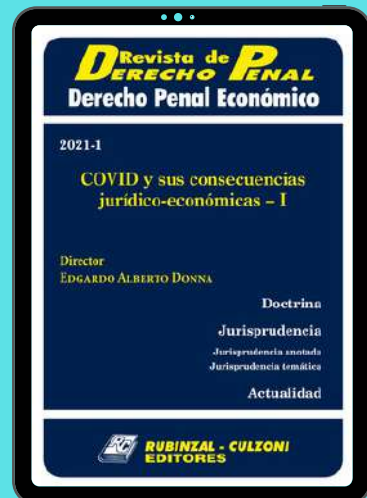 Revista de
DERECHO PENAL
Derecho Penal Económico
2021-1
COVID y sus consecuencias
jurídico-económicas – I
Director
EDGARDO ALBERTO DONNA
Doctrina
Jurisprudencia
Jurisprudencia anotada
Jurisprudencia temática
Actualidad
RC RUBINZAL - CULZONI
EDITORES